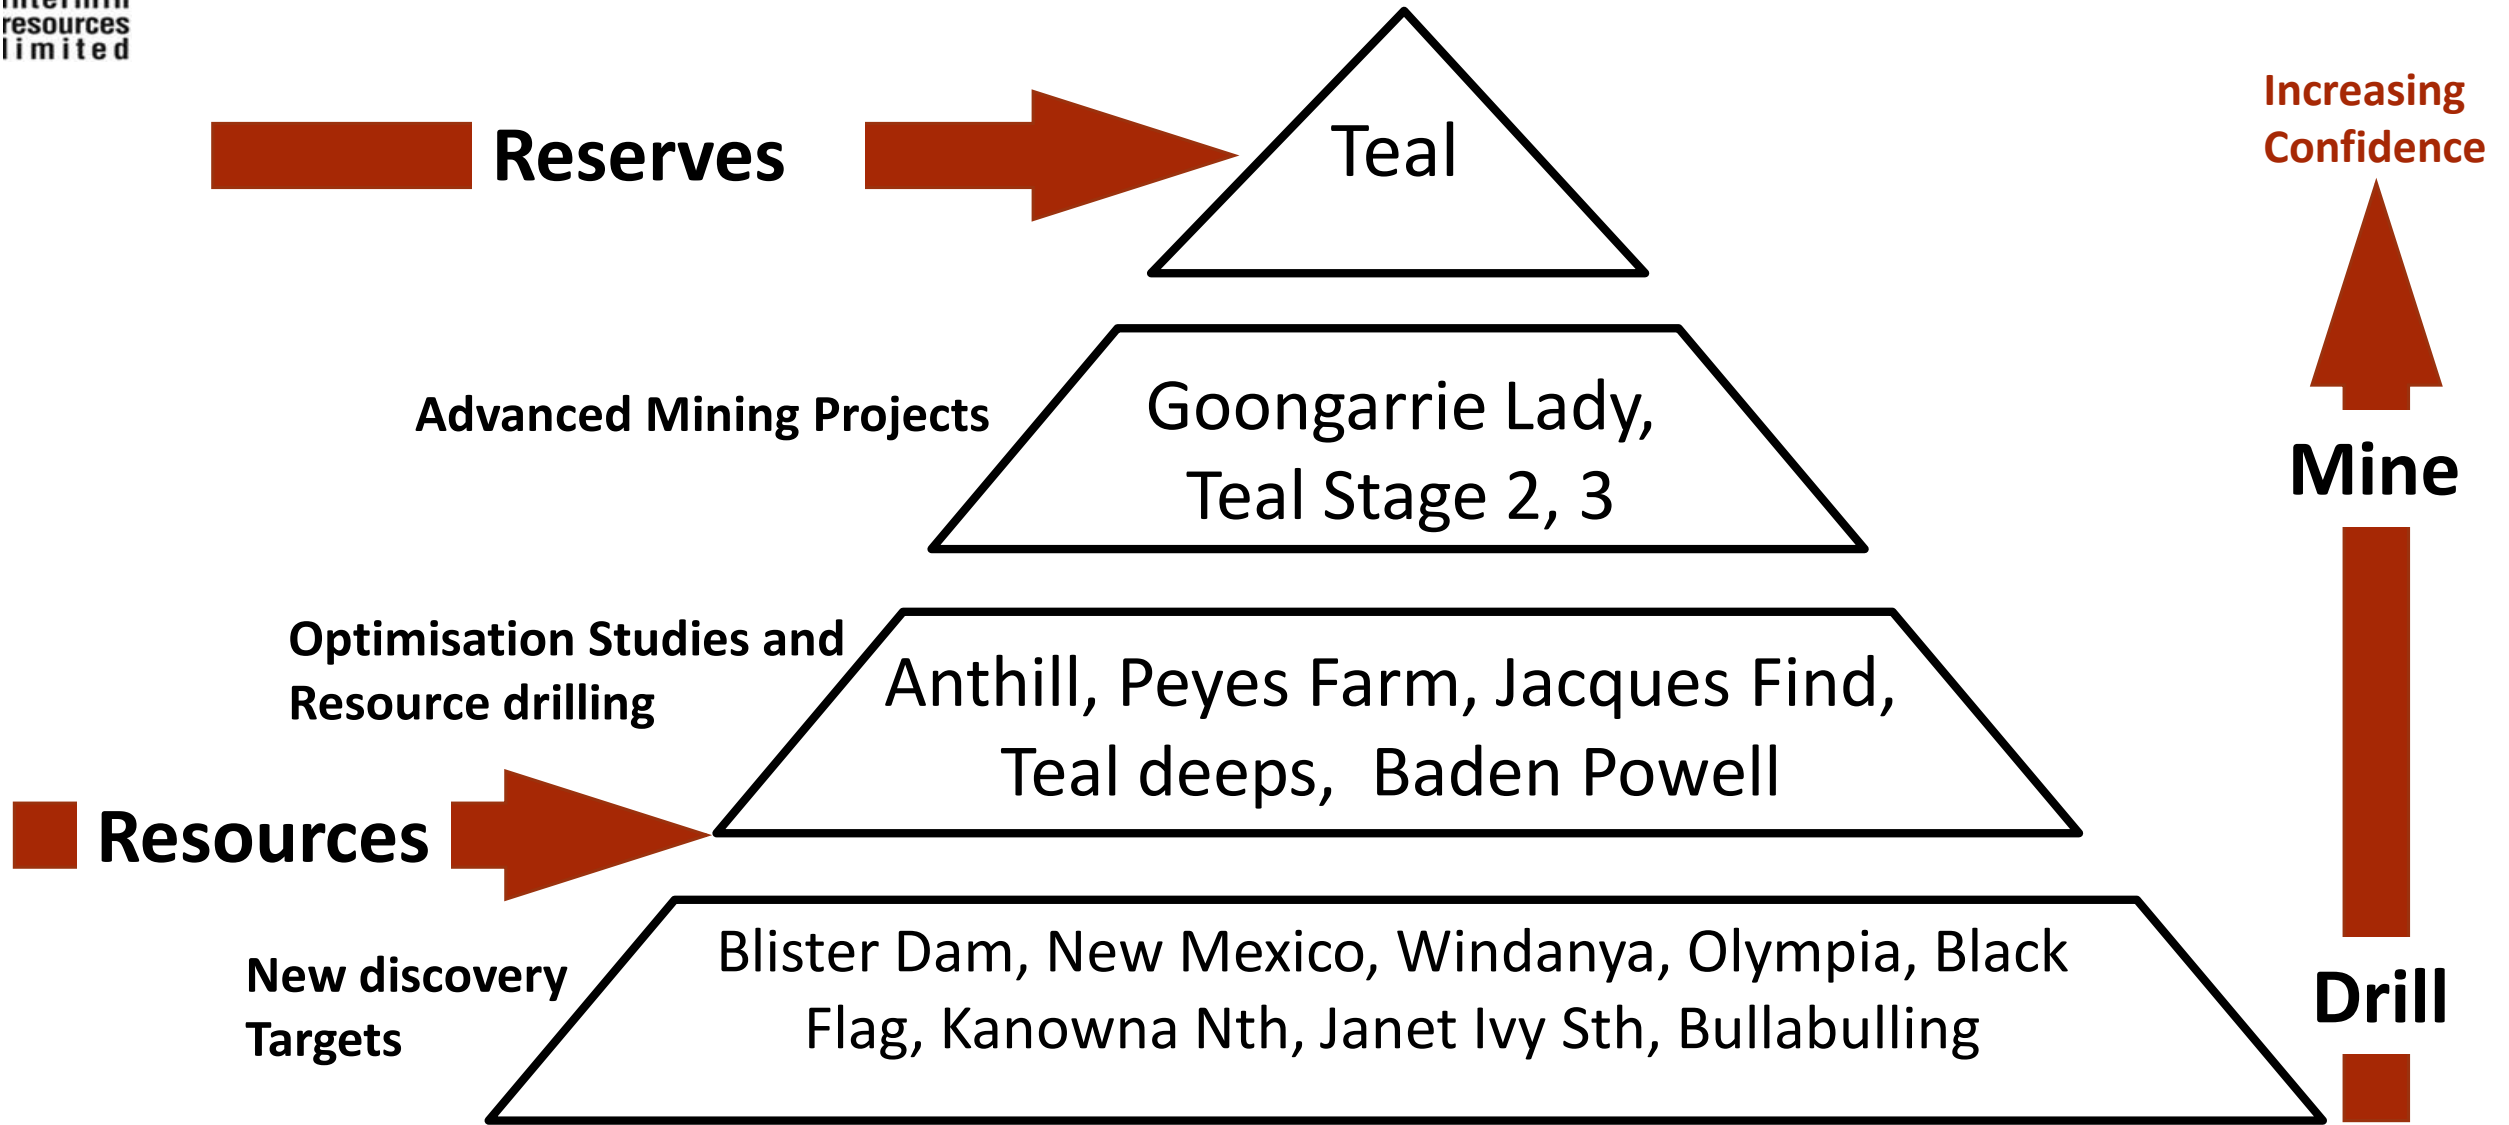 intermin
resources
limited
Increasing
Confidence
Reserves
Teal
Advanced Mining Projects
Goongarrie Lady,
Teal Stage 2, 3
Mine
Optimisation Studies and
Resource drilling
Anthill, Peyes Farm, Jacques Find,
Teal deeps,  Baden Powell
Resources
New discovery
Targets
Blister Dam, New Mexico, Windanya, Olympia, Black
Flag, Kanowna Nth, Janet Ivy Sth, Bullabulling
Drill